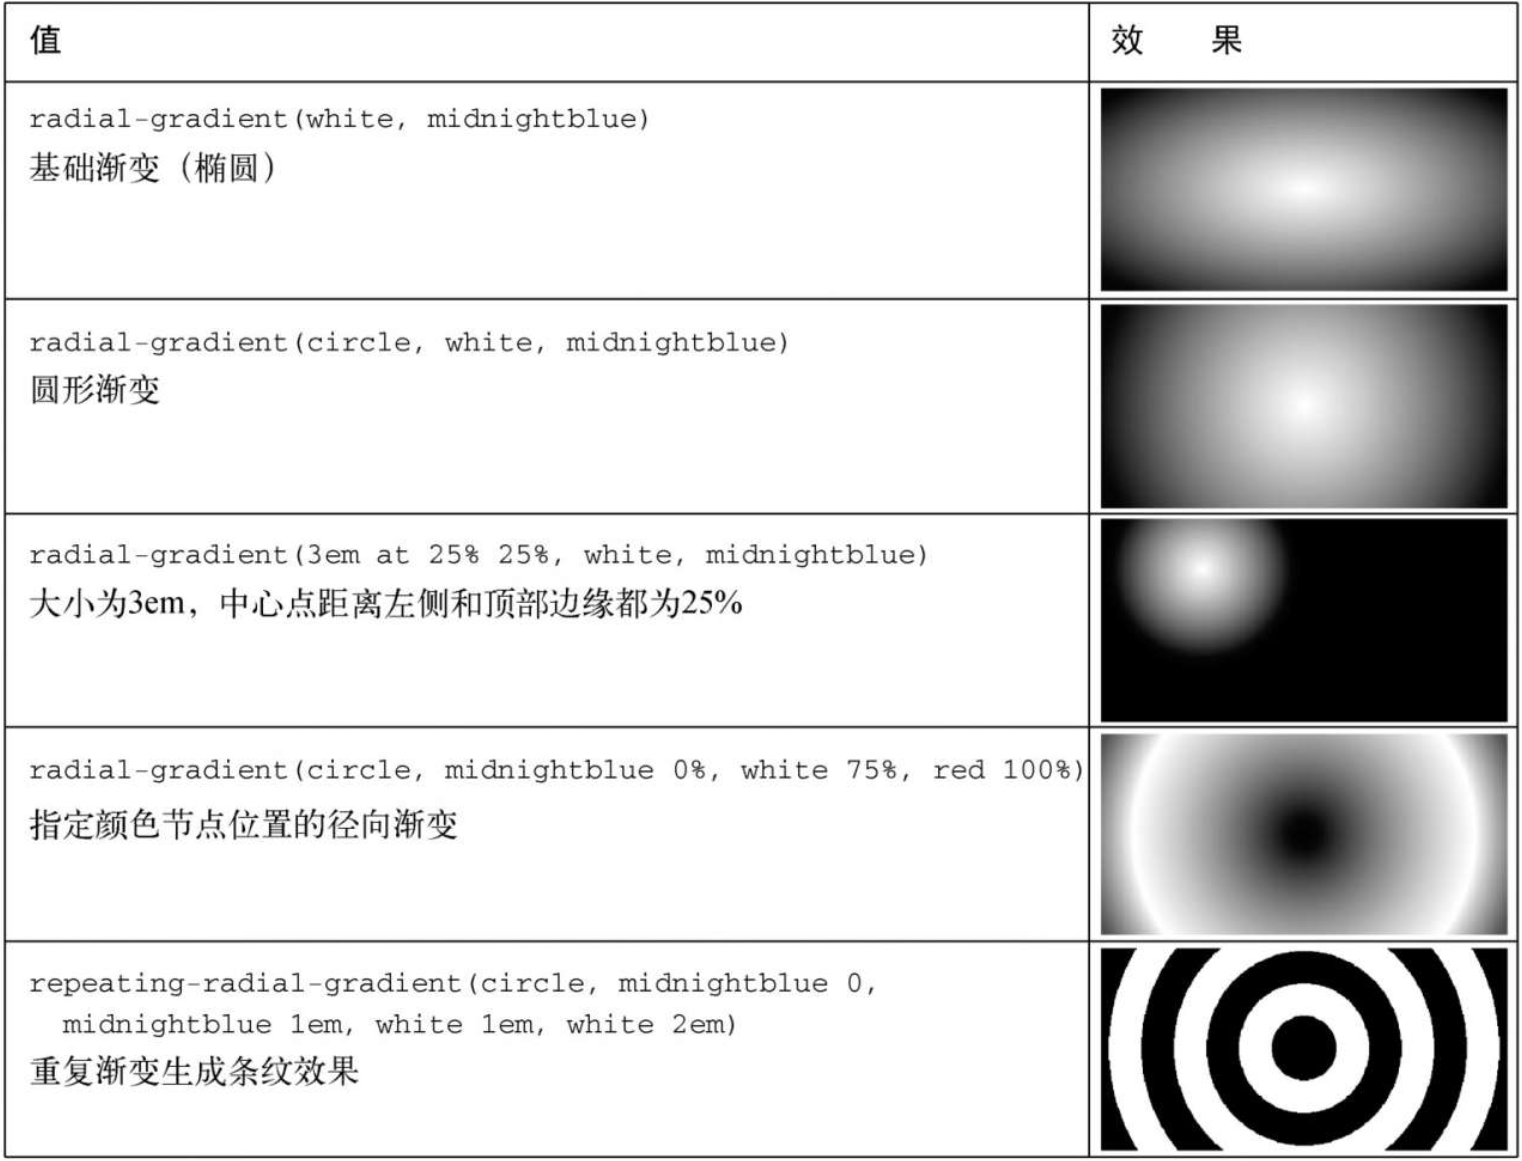 值
效 果
radial-gradient(white, midnightblue)
基础渐变（椭圆）
radial-gradient(circle, white, midnightblue)
圆形渐变
radial-gradient(3em at 25% 25%, white, midnightblue)
大小为3em，中心点距离左侧和顶部边缘都为25%
radial-gradient(circle, midnightblue 0%, white 75%, red 100%)
指定颜色节点位置的径向渐变
repeating-radial-gradient(circle, midnightblue 0,
midnightblue 1em, white 1em, white 2em)
重复渐变生成条纹效果